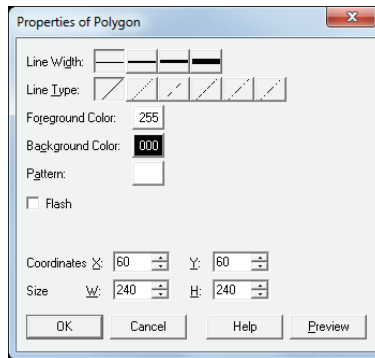 Properties of Polygon
Line Width:
Line Type:
Foreground Color: 255
Background Color: 000
Pattern:
Flash
Coordinates X: 60 Y: 60
Size W: 240 H: 240
OK Cancel Help Preview